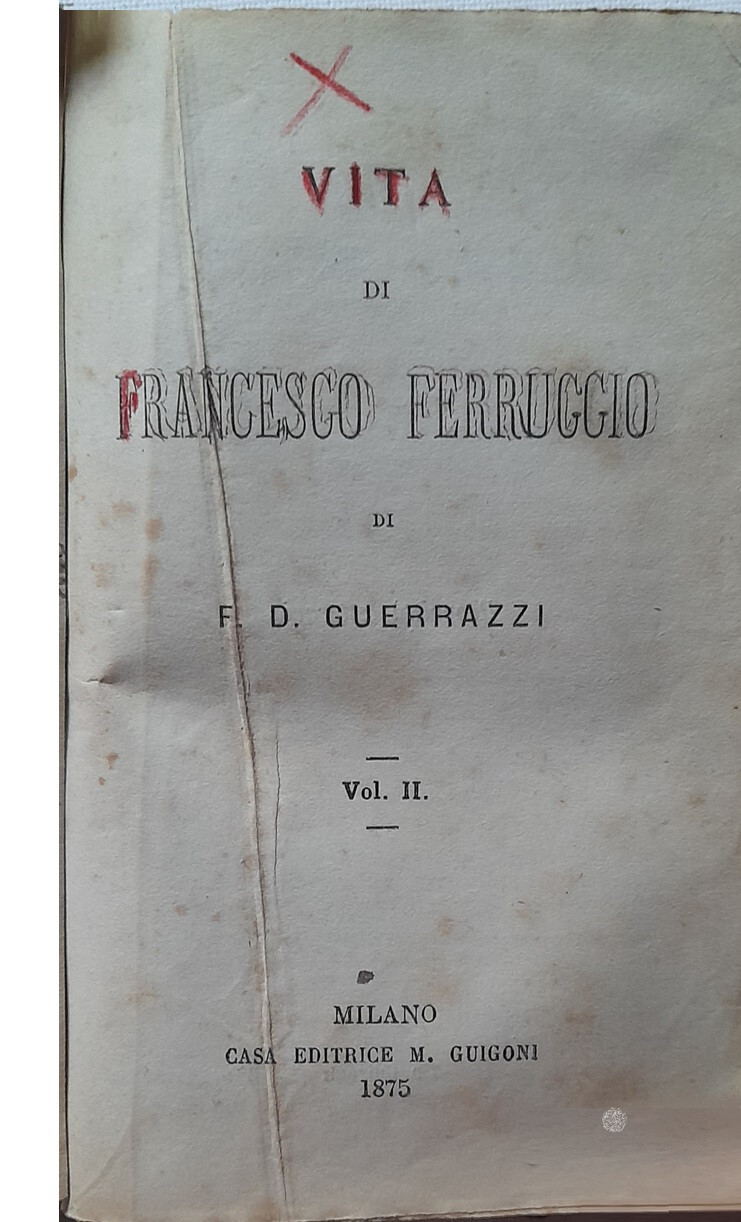 VITA
DI
FRANCESCO FERRUCCIO
DI
F. D. GUERRAZZI
Vol. II.
MILANO
CASA EDITRICE M. GUIGONI
1875